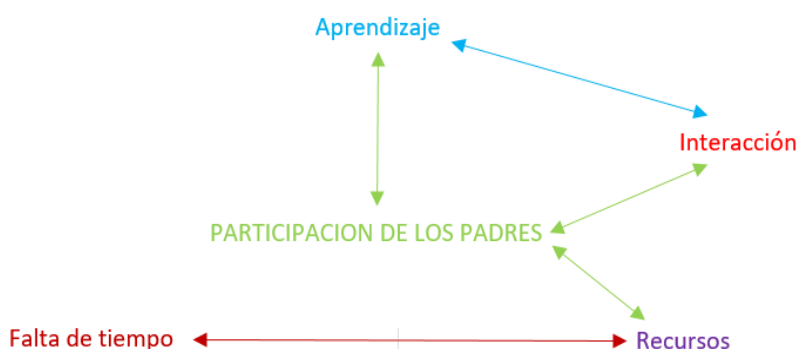 Aprendizaje
Interacción
PARTICIPACION DE LOS PADRES
Falta de tiempo
Recursos